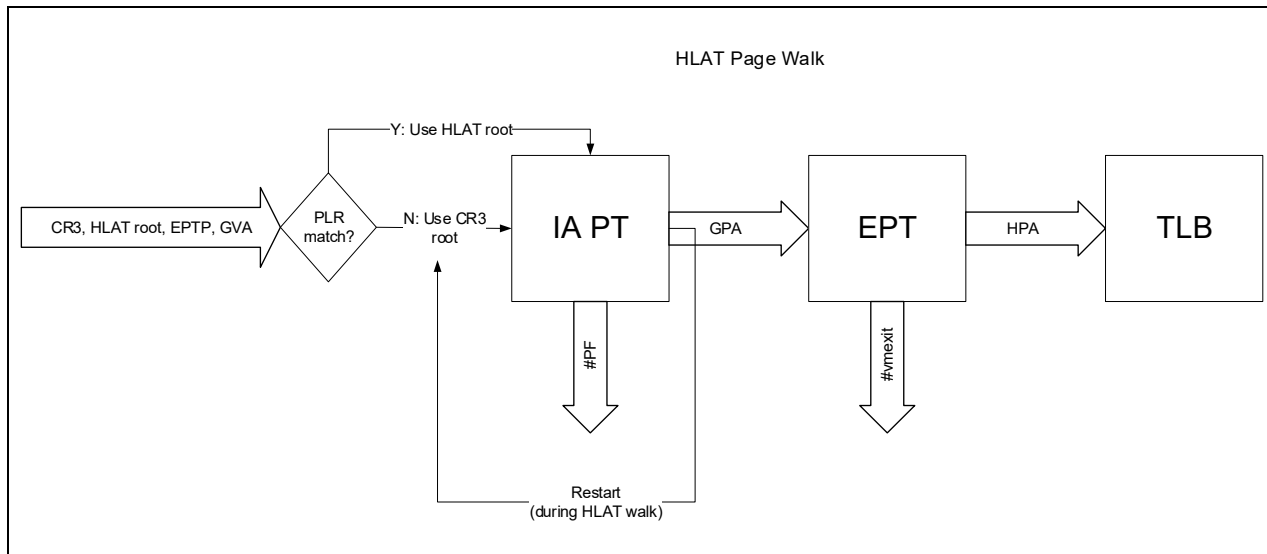 HLAT Page Walk
Y: Use HLAT root
CR3, HLAT root, EPTP, GVA
PLR
match?
N: Use CR3
root
IA PT
GPA
EPT
HPA
TLB
#PF
#vmexit
Restart
(during HLAT walk)